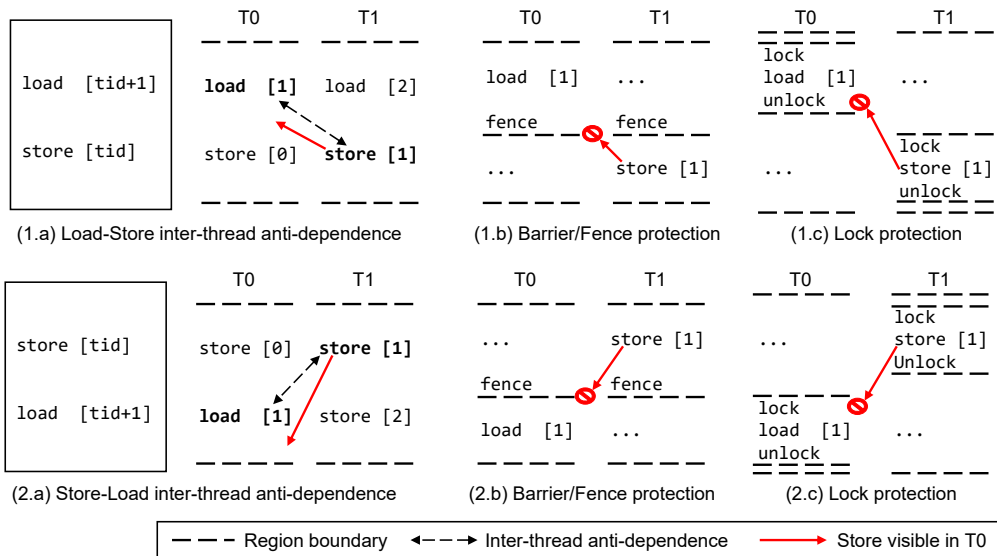 T0 T1 T0 T1 T0 T1
load [tid+1]
store [tid]
load [1] load [2]
store [0] store [1]
load [1] ...
fence fence
... store [1]
lock
load [1] ...
unlock
lock
... store [1]
unlock
(1.a) Load-Store inter-thread anti-dependence (1.b) Barrier/Fence protection (1.c) Lock protection
T0 T1 T0 T1 T0 T1
store [tid]
load [tid+1]
store [0] store [1]
load [1] store [2]
... store [1]
fence fence
load [1] ...
lock
... store [1]
Unlock
lock
load [1] ...
unlock
(2.a) Store-Load inter-thread anti-dependence (2.b) Barrier/Fence protection (2.c) Lock protection
Region boundary Inter-thread anti-dependence Store visible in T0